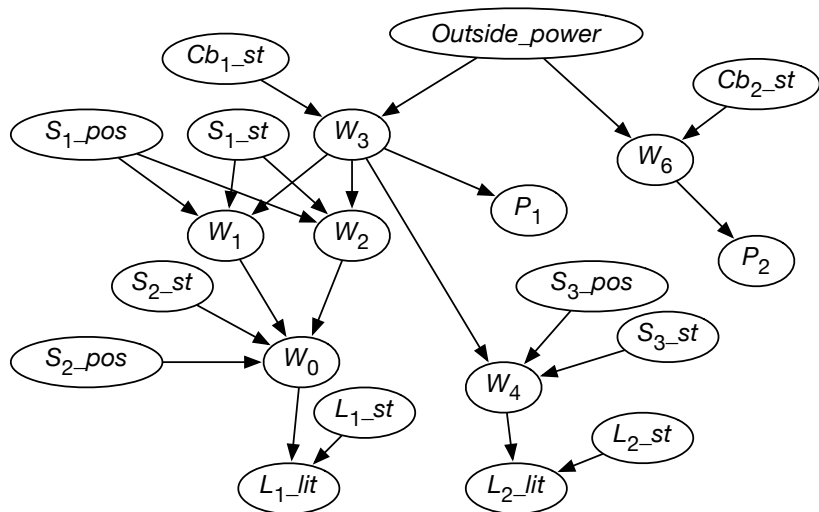 Outside_power
Cb1_st
Cb2_st
S1_pos
S1_st
W3
W6
P1
W1
W2
P2
S2_st
S3_pos
S3_st
S2_pos
W0
W4
L1_st
L2_st
L1_lit
L2_lit